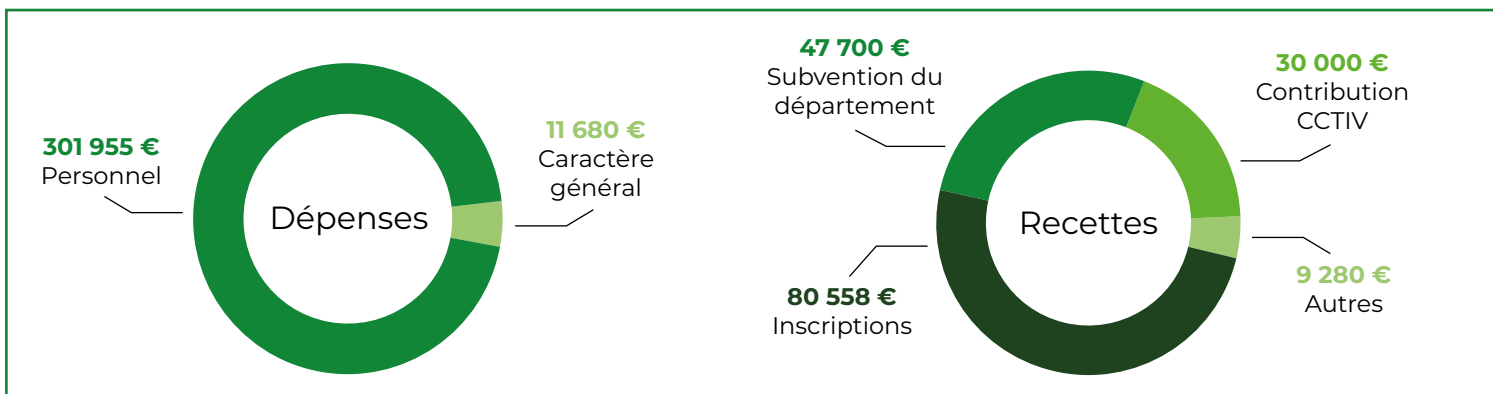 301 955 €
Personnel
Dépenses
11 680 €
Caractère
général
47 700 €
Subvention du
département
30 000 €
Contribution
CCTIV
Recettes
80 558 €
Inscriptions
9 280 €
Autres